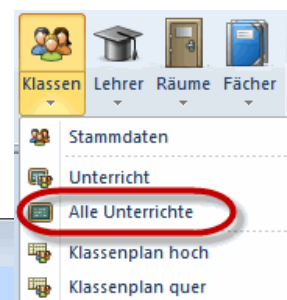 Klassen Lehrer Räume Fächer
Stammdaten
Unterricht
Alle Unterrichte
Klassenplan hoch
Klassenplan quer